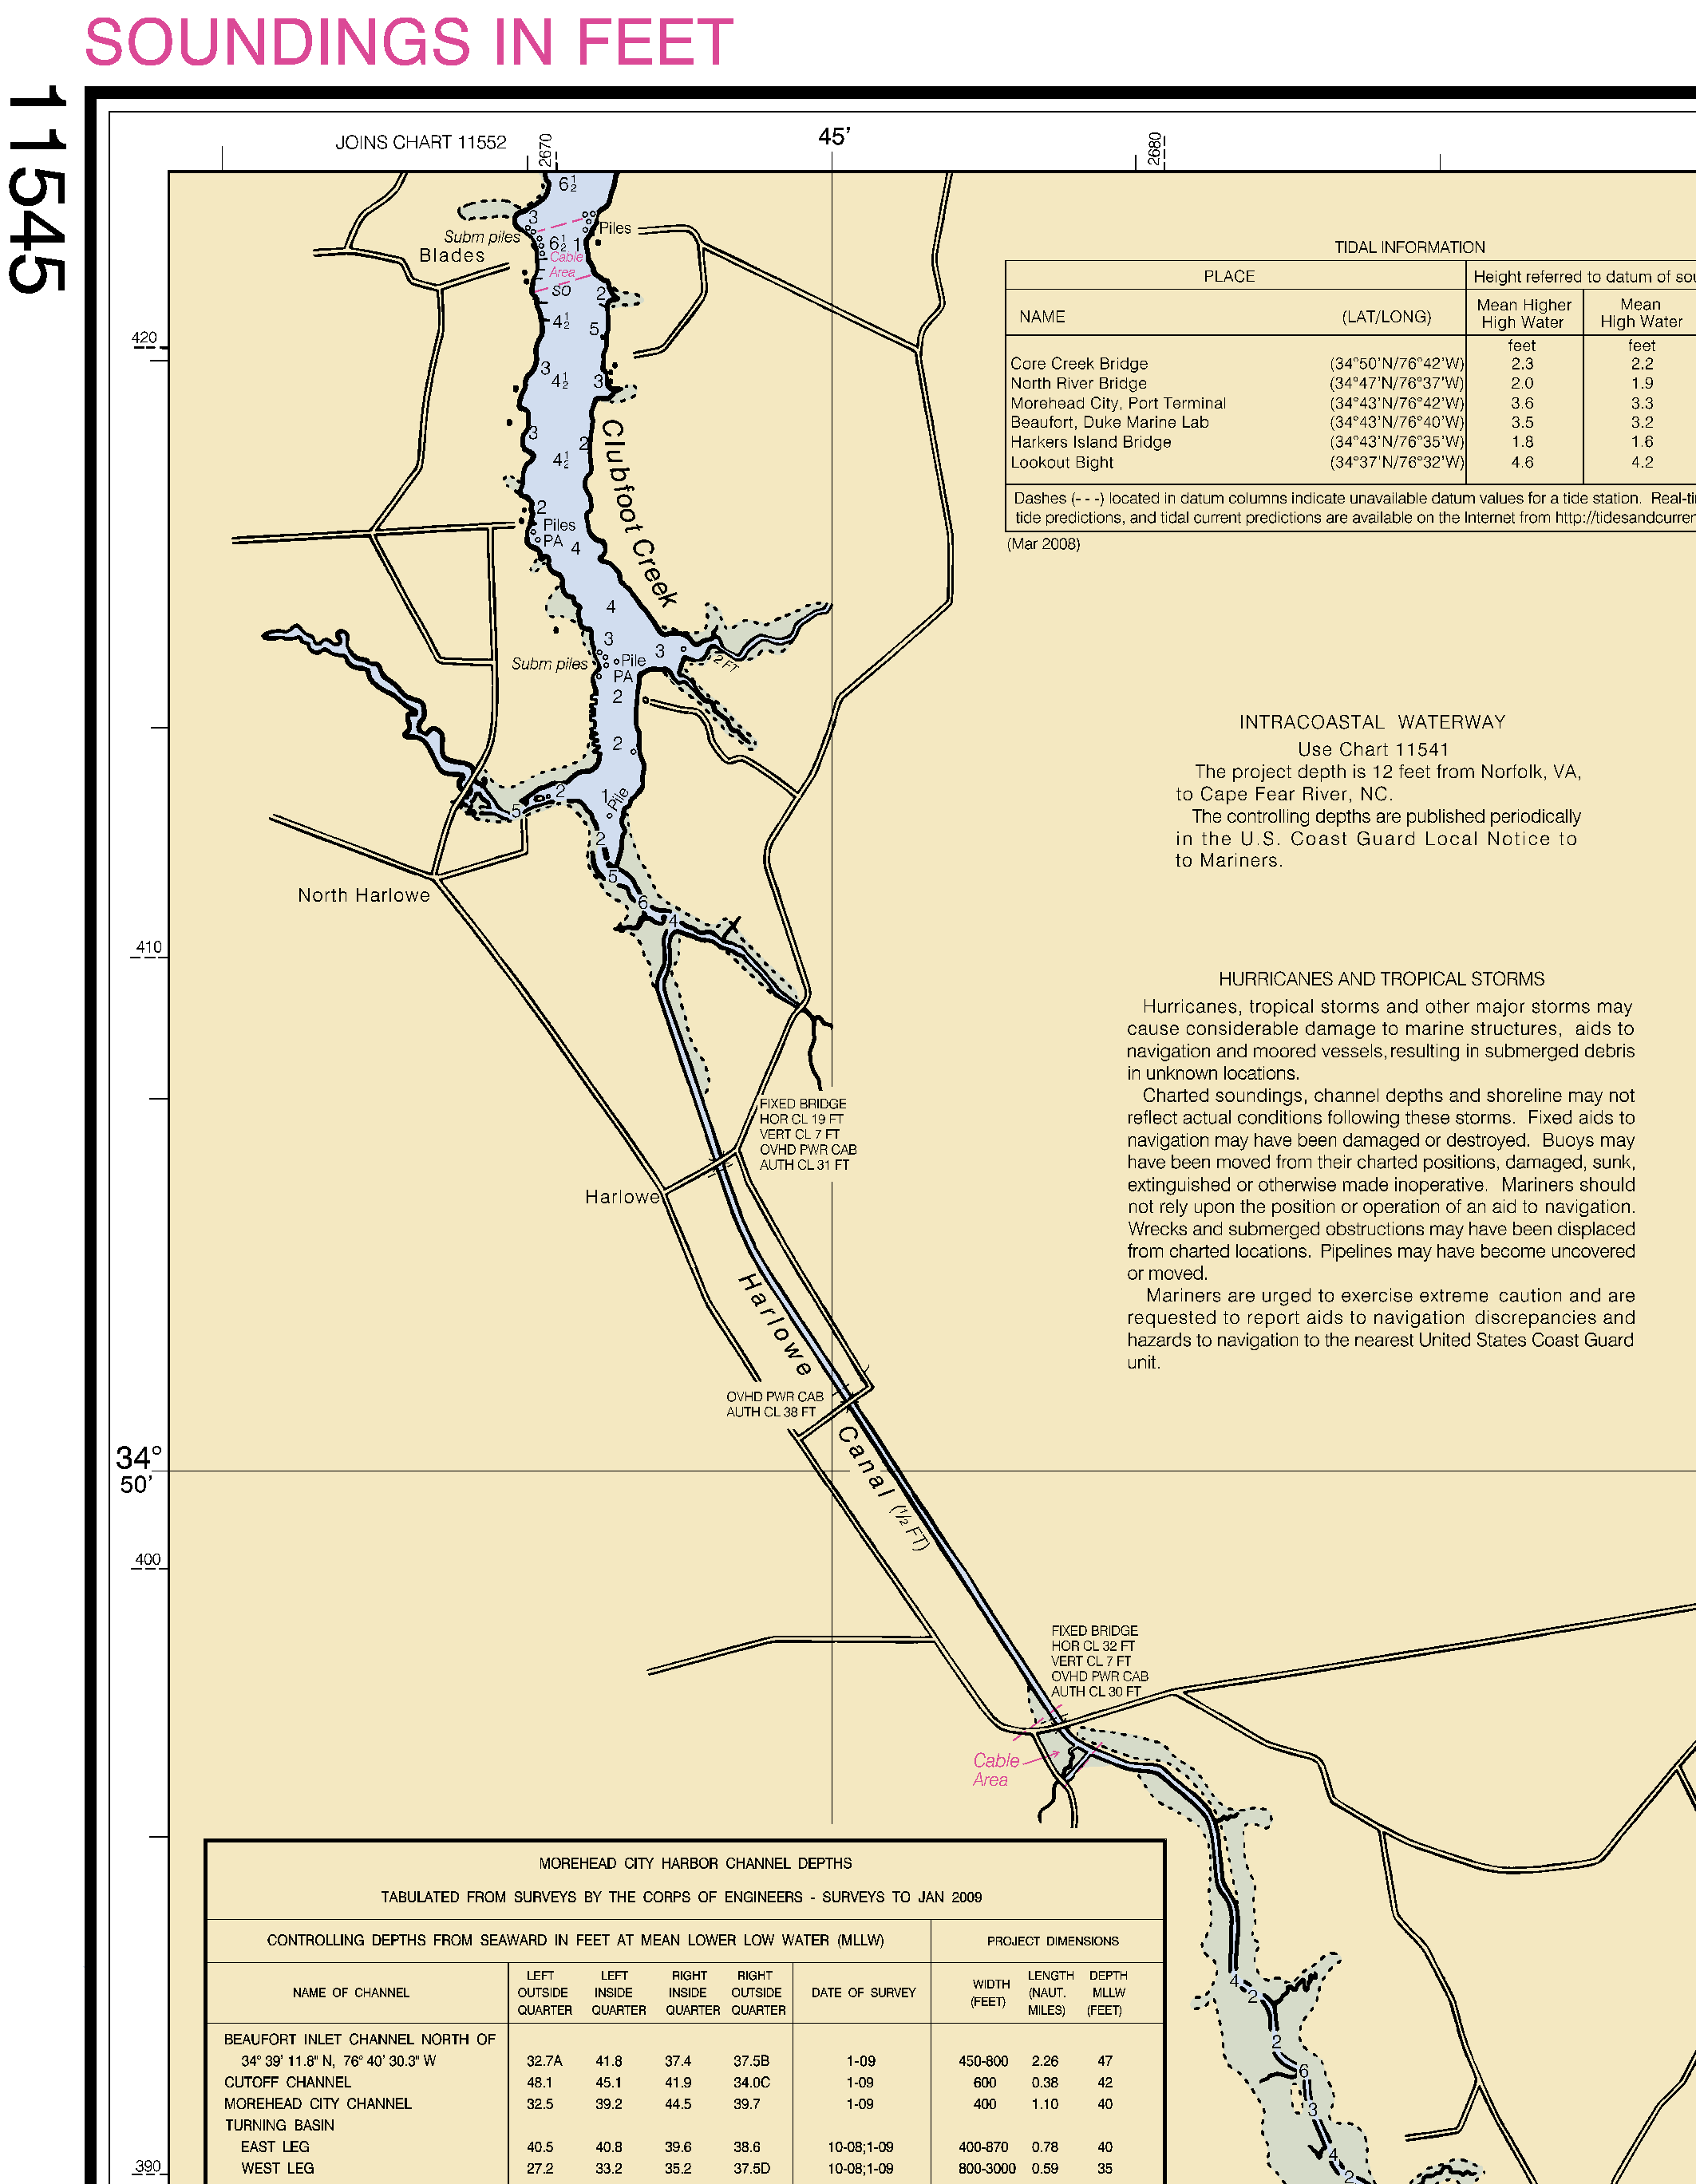 SOUNDINGS IN FEET
11545
JOINS CHART 11552
2670
45'
2680
6½
3
Subm piles
Piles
Blades
6½ 1
Cable
Area
SO
2
4½
5
420
3
4½
3
3
2
4½
Clubfoot Creek
2
Piles
PA 4
4
3
3
Subm piles
Pile
PA
2 FT
2
2
2
1
Pile
5
2
5
North Harlowe
6
4
410
FIXED BRIDGE
HOR CL 19 FT
VERT CL 7 FT
OVHD PWR CAB
AUTH CL 31 FT
Harlowe
Harlowe Canal (½ FT)
OVHD PWR CAB
AUTH CL 38 FT
34°
50'
400
FIXED BRIDGE
HOR CL 32 FT
VERT CL 7 FT
OVHD PWR CAB
AUTH CL 30 FT
Cable
Area
4
2
2
6
3
4
2
390
TIDAL INFORMATION
PLACE Height referred to datum of sou
NAME (LAT/LONG) Mean Higher High Water Mean High Water
feet feet
Core Creek Bridge (34°50'N/76°42'W) 2.3 2.2
North River Bridge (34°47'N/76°37'W) 2.0 1.9
Morehead City, Port Terminal (34°43'N/76°42'W) 3.6 3.3
Beaufort, Duke Marine Lab (34°43'N/76°40'W) 3.5 3.2
Harkers Island Bridge (34°43'N/76°35'W) 1.8 1.6
Lookout Bight (34°37'N/76°32'W) 4.6 4.2
Dashes (- - -) located in datum columns indicate unavailable datum values for a tide station. Real-ti
tide predictions, and tidal current predictions are available on the Internet from http://tidesandcurren
(Mar 2008)
INTRACOASTAL WATERWAY
Use Chart 11541
The project depth is 12 feet from Norfolk, VA,
to Cape Fear River, NC.
The controlling depths are published periodically
in the U.S. Coast Guard Local Notice to
to Mariners.
HURRICANES AND TROPICAL STORMS
Hurricanes, tropical storms and other major storms may
cause considerable damage to marine structures, aids to
navigation and moored vessels, resulting in submerged debris
in unknown locations.
Charted soundings, channel depths and shoreline may not
reflect actual conditions following these storms. Fixed aids to
navigation may have been damaged or destroyed. Buoys may
have been moved from their charted positions, damaged, sunk,
extinguished or otherwise made inoperative. Mariners should
not rely upon the position or operation of an aid to navigation.
Wrecks and submerged obstructions may have been displaced
from charted locations. Pipelines may have become uncovered
or moved.
Mariners are urged to exercise extreme caution and are
requested to report aids to navigation discrepancies and
hazards to navigation to the nearest United States Coast Guard
unit.
MOREHEAD CITY HARBOR CHANNEL DEPTHS
TABULATED FROM SURVEYS BY THE CORPS OF ENGINEERS - SURVEYS TO JAN 2009
CONTROLLING DEPTHS FROM SEAWARD IN FEET AT MEAN LOWER LOW WATER (MLLW) PROJECT DIMENSIONS
NAME OF CHANNEL LEFT OUTSIDE QUARTER LEFT INSIDE QUARTER RIGHT INSIDE QUARTER RIGHT OUTSIDE QUARTER DATE OF SURVEY WIDTH (FEET) LENGTH (NAUT. MILES) DEPTH MLLW (FEET)
BEAUFORT INLET CHANNEL NORTH OF
34° 39' 11.8" N, 76° 40' 30.3" W 32.7A 41.8 37.4 37.5B 1-09 450-800 2.26 47
CUTOFF CHANNEL 48.1 45.1 41.9 34.0C 1-09 600 0.38 42
MOREHEAD CITY CHANNEL 32.5 39.2 44.5 39.7 1-09 400 1.10 40
TURNING BASIN
EAST LEG 40.5 40.8 39.6 38.6 10-08;1-09 400-870 0.78 40
WEST LEG 27.2 33.2 35.2 37.5D 10-08;1-09 800-3000 0.59 35